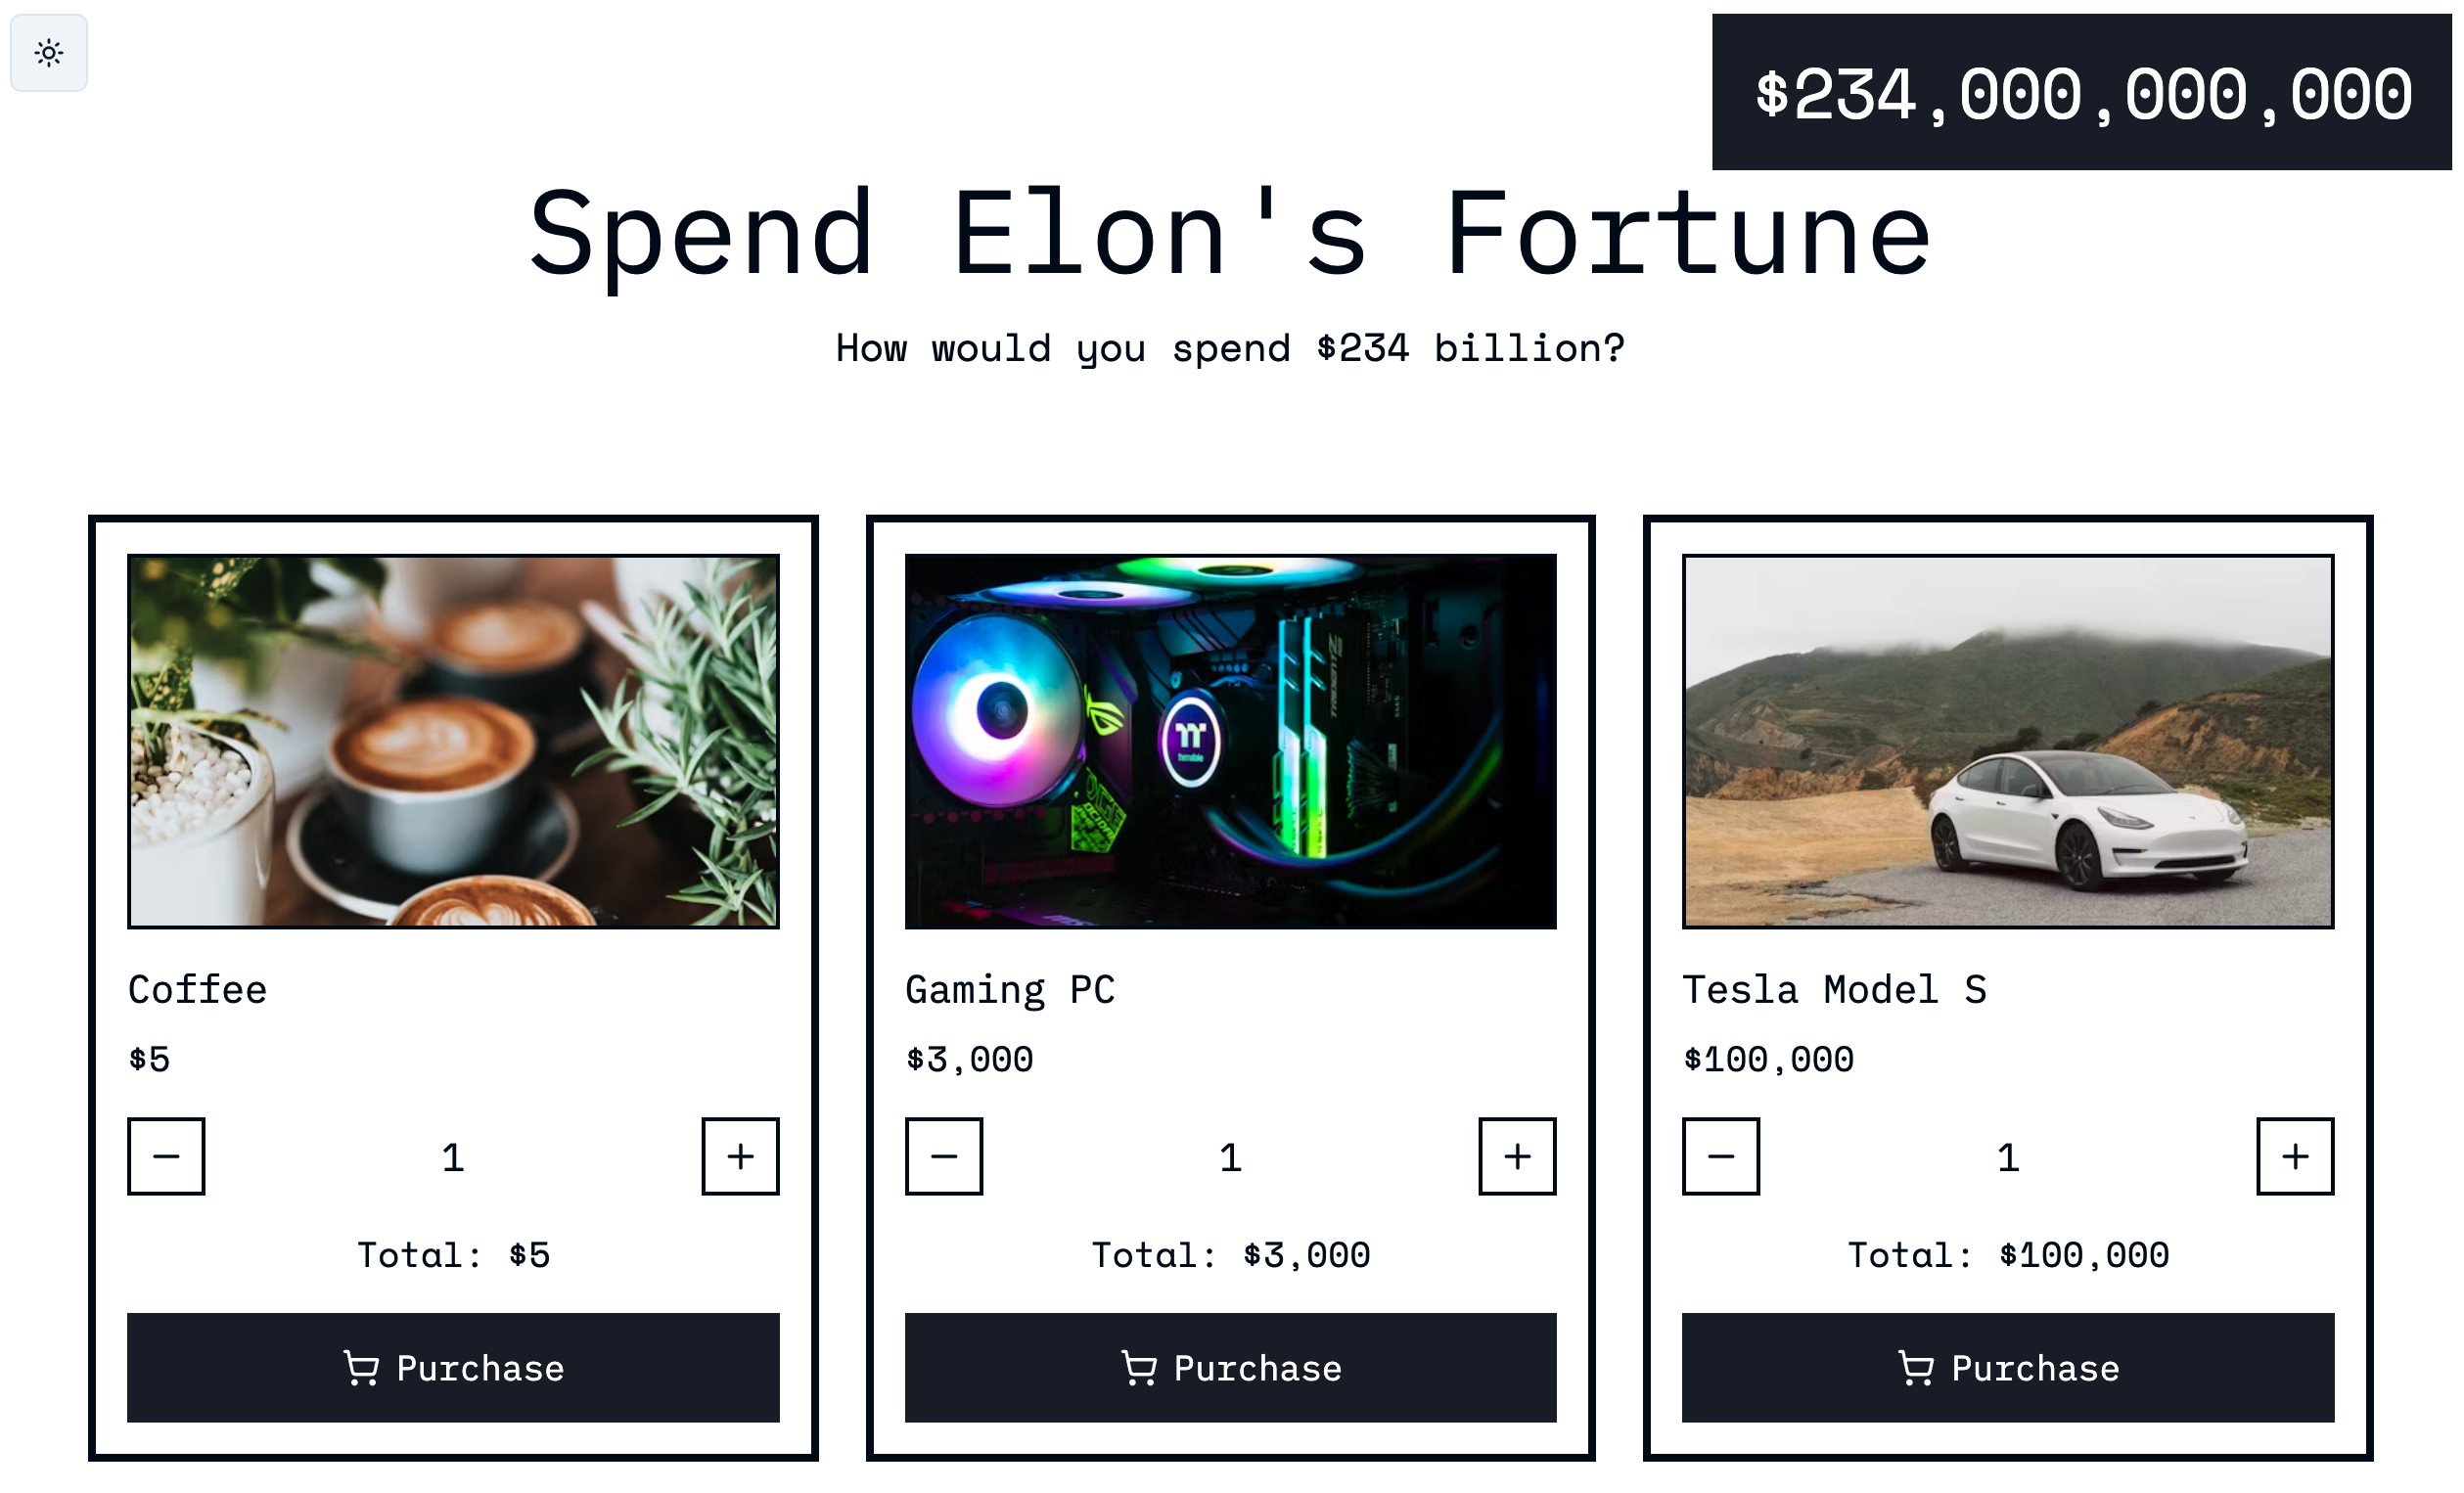 $234,000,000,000
Spend Elon's Fortune
How would you spend $234 billion?
Coffee
$5
1
Total: $5
Purchase
Gaming PC
$3,000
1
Total: $3,000
Purchase
Tesla Model S
$100,000
1
Total: $100,000
Purchase